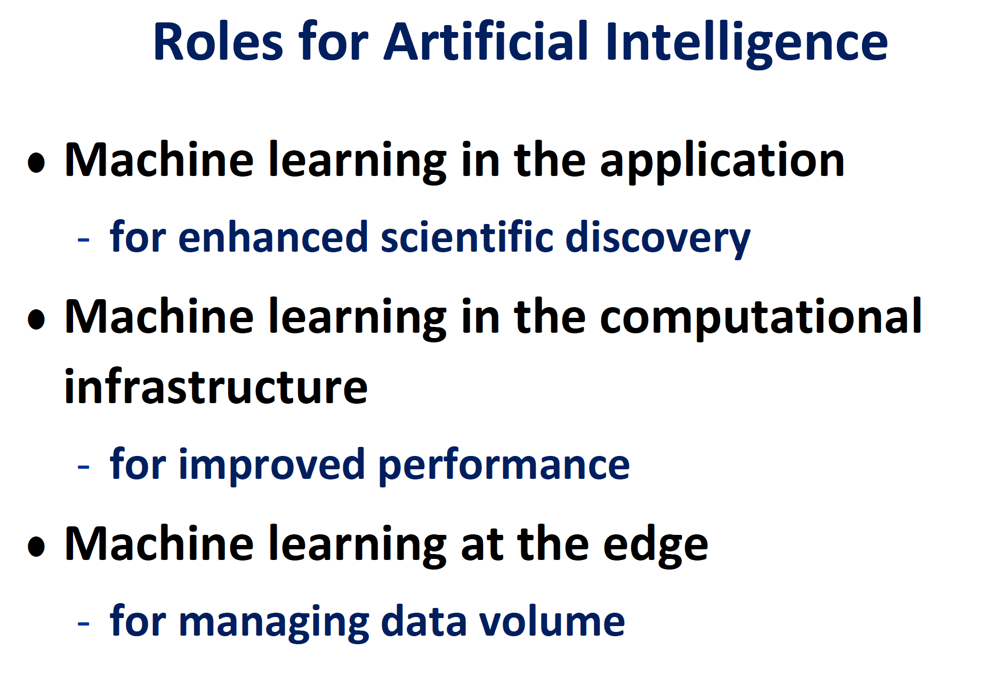 Roles for Artificial Intelligence
• Machine learning in the application
- for enhanced scientific discovery
• Machine learning in the computational
infrastructure
- for improved performance
• Machine learning at the edge
- for managing data volume